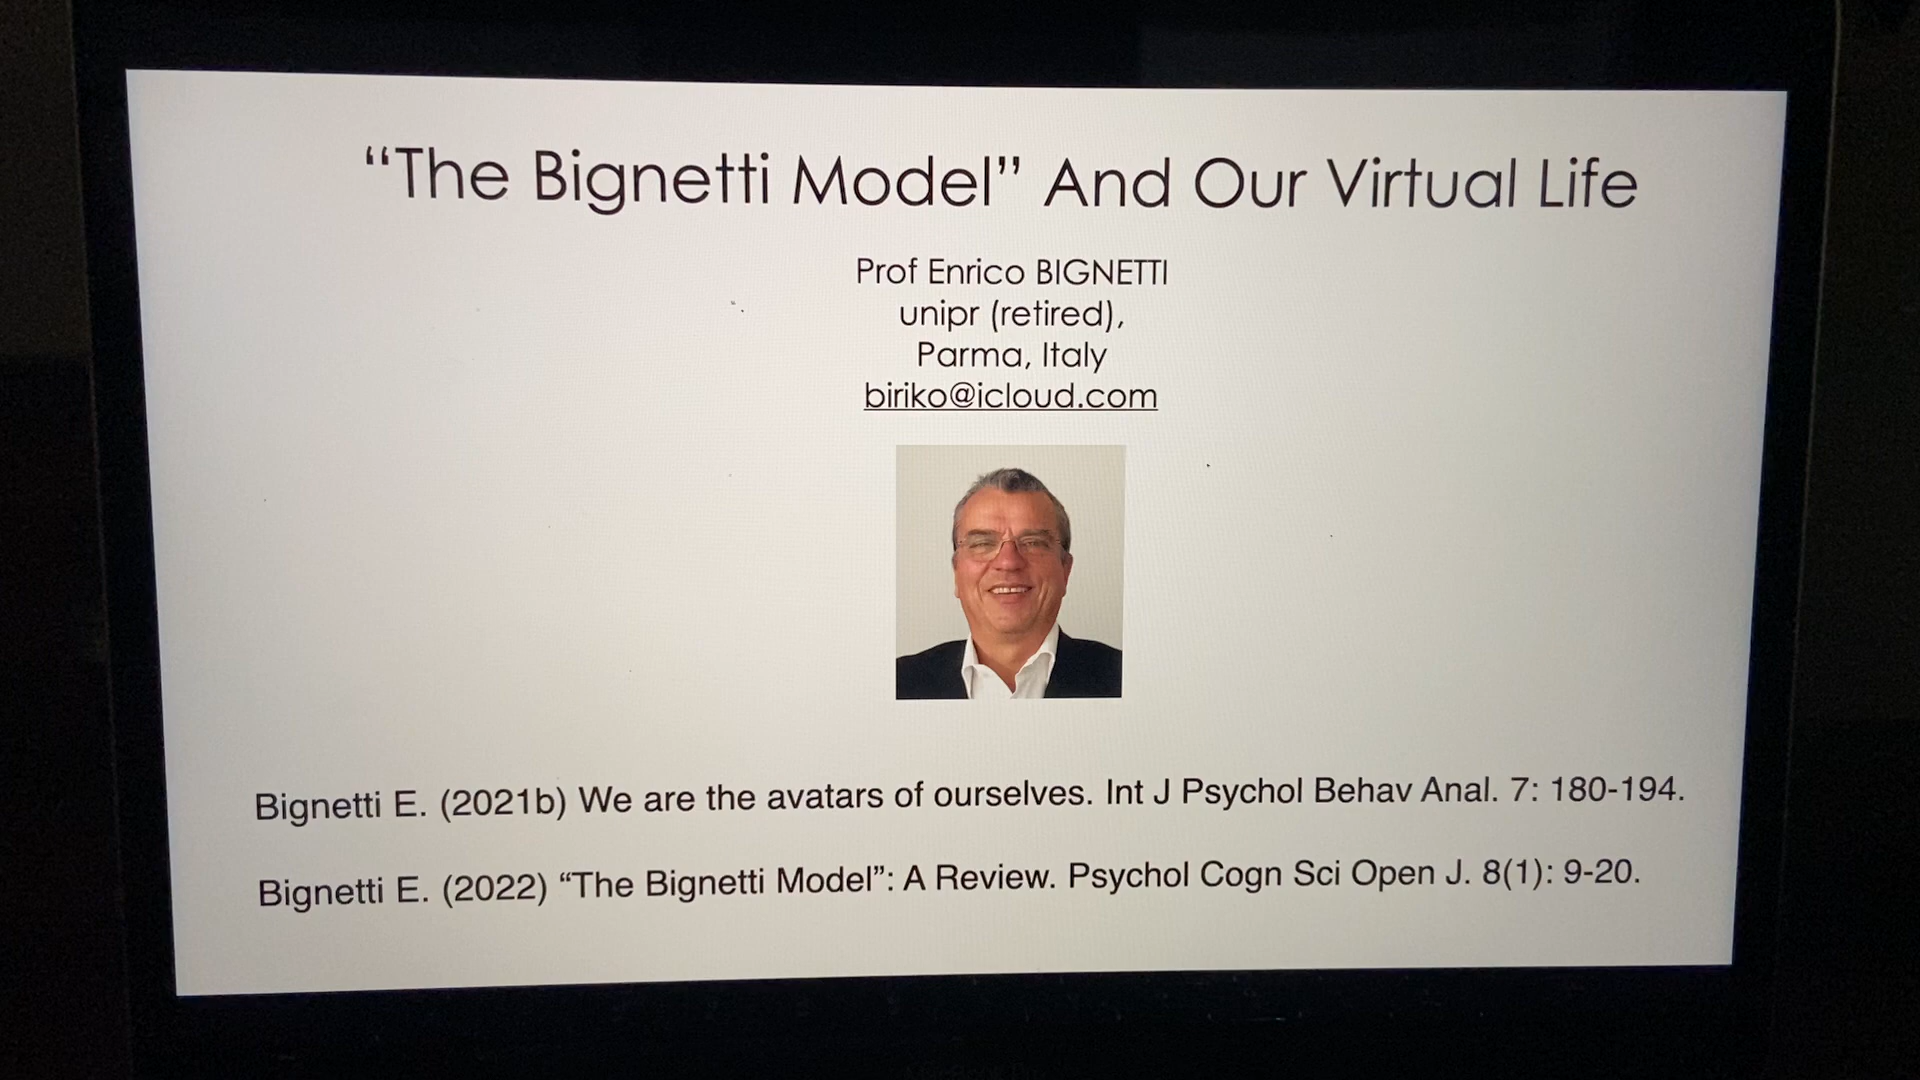 “The Bignetti Model” And Our Virtual Life
Prof Enrico BIGNETTI
unipr (retired),
Parma, Italy
biriko@icloud.com
Bignetti E. (2021b) We are the avatars of ourselves. Int J Psychol Behav Anal. 7: 180-194.
Bignetti E. (2022) “The Bignetti Model”: A Review. Psychol Cogn Sci Open J. 8(1): 9-20.